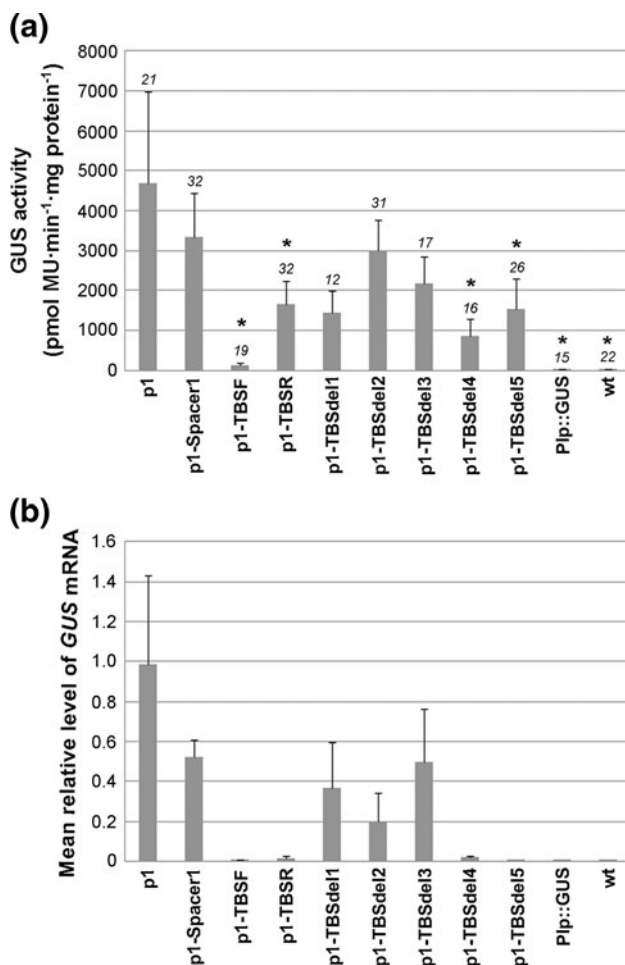 (a)
GUS activity
(pmol MU·min⁻¹·mg protein⁻¹)
8000
7000
6000
5000
4000
3000
2000
1000
0
21
32
19
*
32
*
12
31
17
16
*
26
*
15
*
22
*
p1
p1-Spacer1
p1-TBSF
p1-TBSR
p1-TBSdel1
p1-TBSdel2
p1-TBSdel3
p1-TBSdel4
p1-TBSdel5
Plp::GUS
wt
(b)
Mean relative level of GUS mRNA
1.6
1.4
1.2
1.0
0.8
0.6
0.4
0.2
0
p1
p1-Spacer1
p1-TBSF
p1-TBSR
p1-TBSdel1
p1-TBSdel2
p1-TBSdel3
p1-TBSdel4
p1-TBSdel5
Plp::GUS
wt